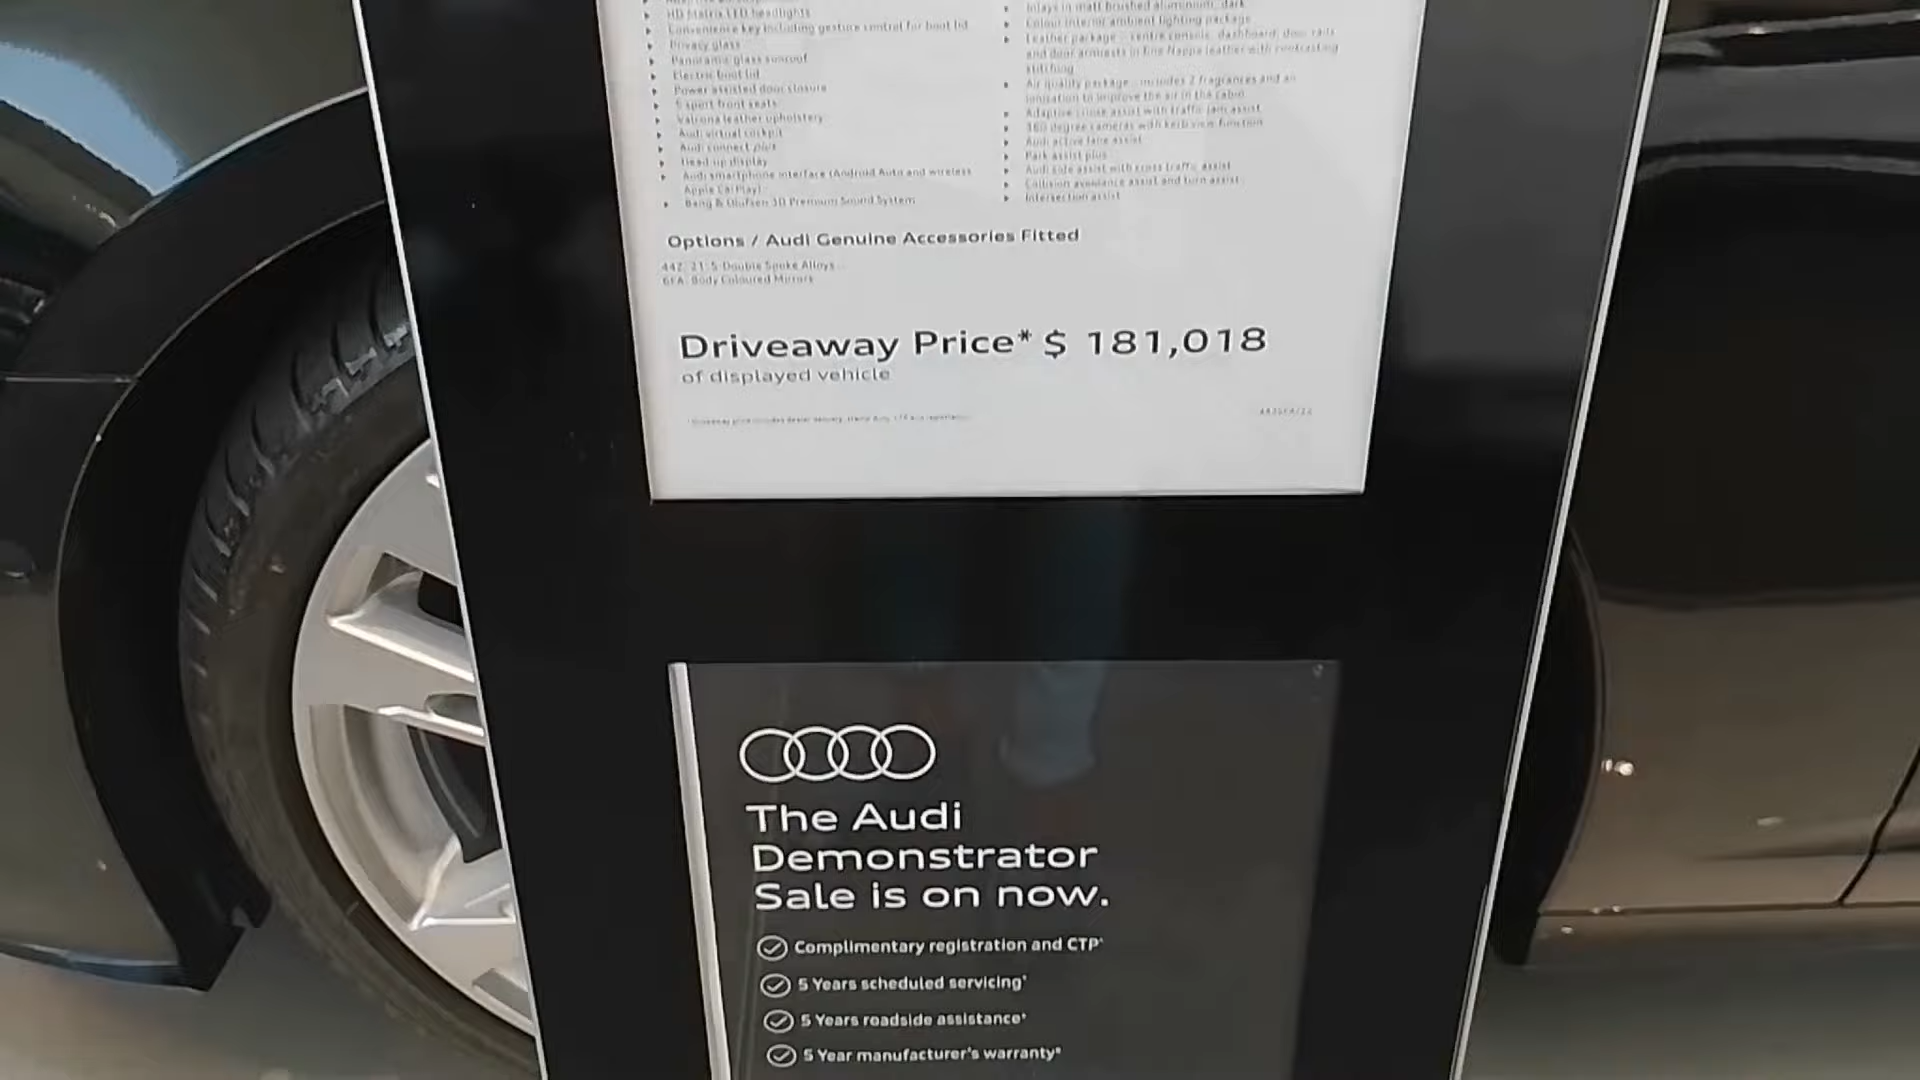 HD Matrix LED headlights
Convenience key including gesture control for boot lid
Privacy glass
Panoramic glass sunroof
Electric boot lid
Power assisted door closure
S sport front seats
Valcona leather upholstery
Audi virtual cockpit
Audi connect plus
Head-up display
Audi smartphone interface (Android Auto and wireless
Apple CarPlay)
Bang & Olufsen 3D Premium Sound System
Inlays in matt brushed aluminium, dark
Colour interior ambient lighting package
Leather package - centre console, dashboard, door rails
and door armrests in fine Nappa leather with contrasting
stitching
Air quality package - includes 2 fragrances and an
ionisation to improve the air in the cabin
Adaptive cruise assist with traffic jam assist
360 degree cameras with kerb view function
Audi active lane assist
Park assist plus
Audi side assist with cross traffic assist
Collision avoidance assist and turn assist
Intersection assist
Options / Audi Genuine Accessories Fitted
Double Spoke Alloys
6FA: Body Coloured Mirrors
Driveaway Price* $ 181,018
of displayed vehicle
The Audi
Demonstrator
Sale is on now.
Complimentary registration and CTP^
5 Years scheduled servicing*
5 Years roadside assistance*
5 Year manufacturer's warranty*